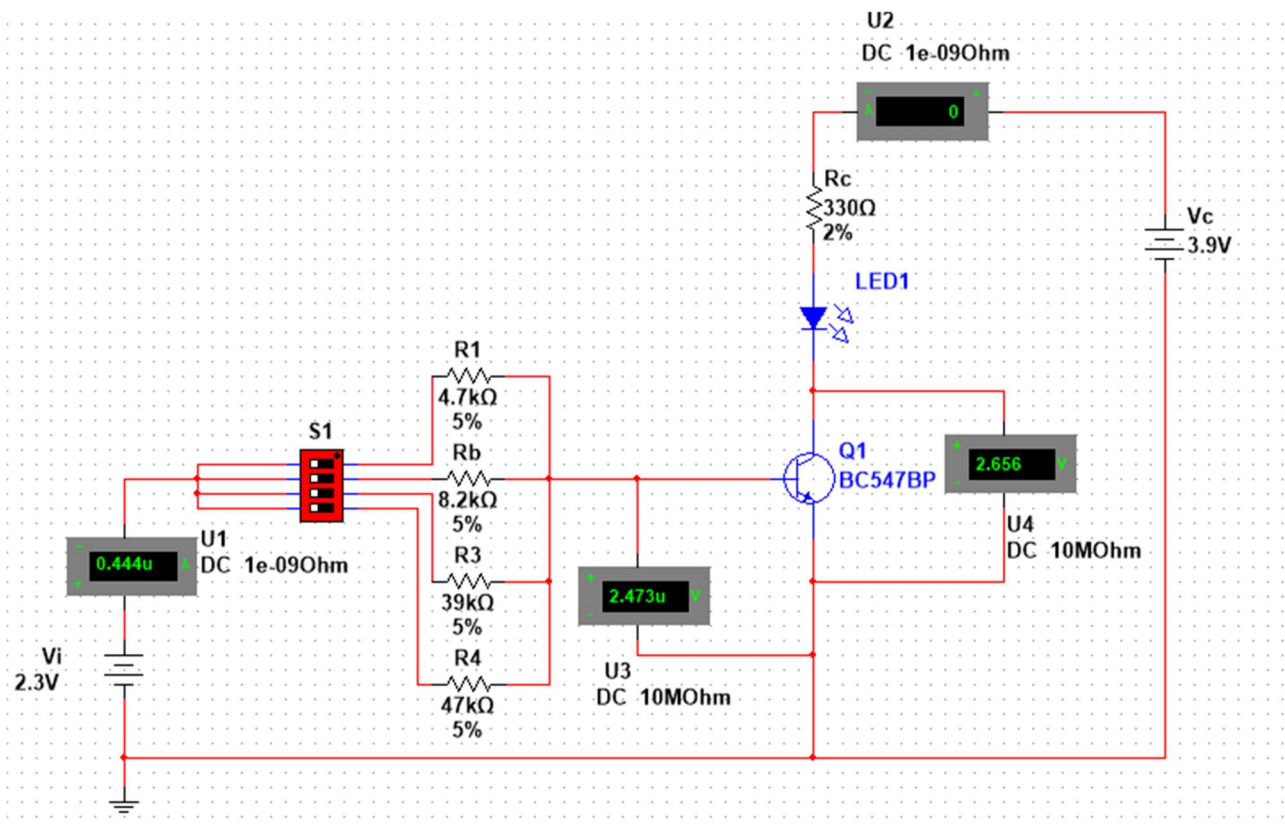 U2
DC 1e-09Ohm
- +
A 0
Rc
330Ω
2%
Vc
3.9V
LED1
R1
4.7kΩ
5%
S1
Rb
8.2kΩ
5%
Q1
BC547BP
+
2.656 V
-
U4
DC 10MOhm
U1
DC 1e-09Ohm
-
0.444u A
+
R3
39kΩ
5%
+
2.473u V
-
U3
DC 10MOhm
Vi
2.3V
R4
47kΩ
5%